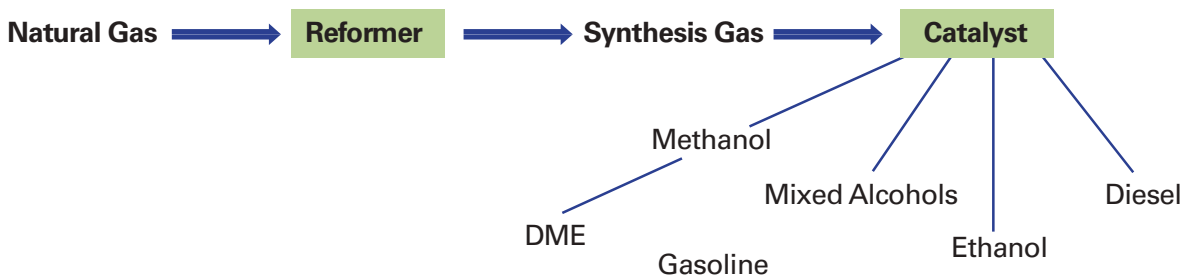 Natural Gas Reformer Synthesis Gas Catalyst
Methanol
Mixed Alcohols Diesel
DME Ethanol
Gasoline